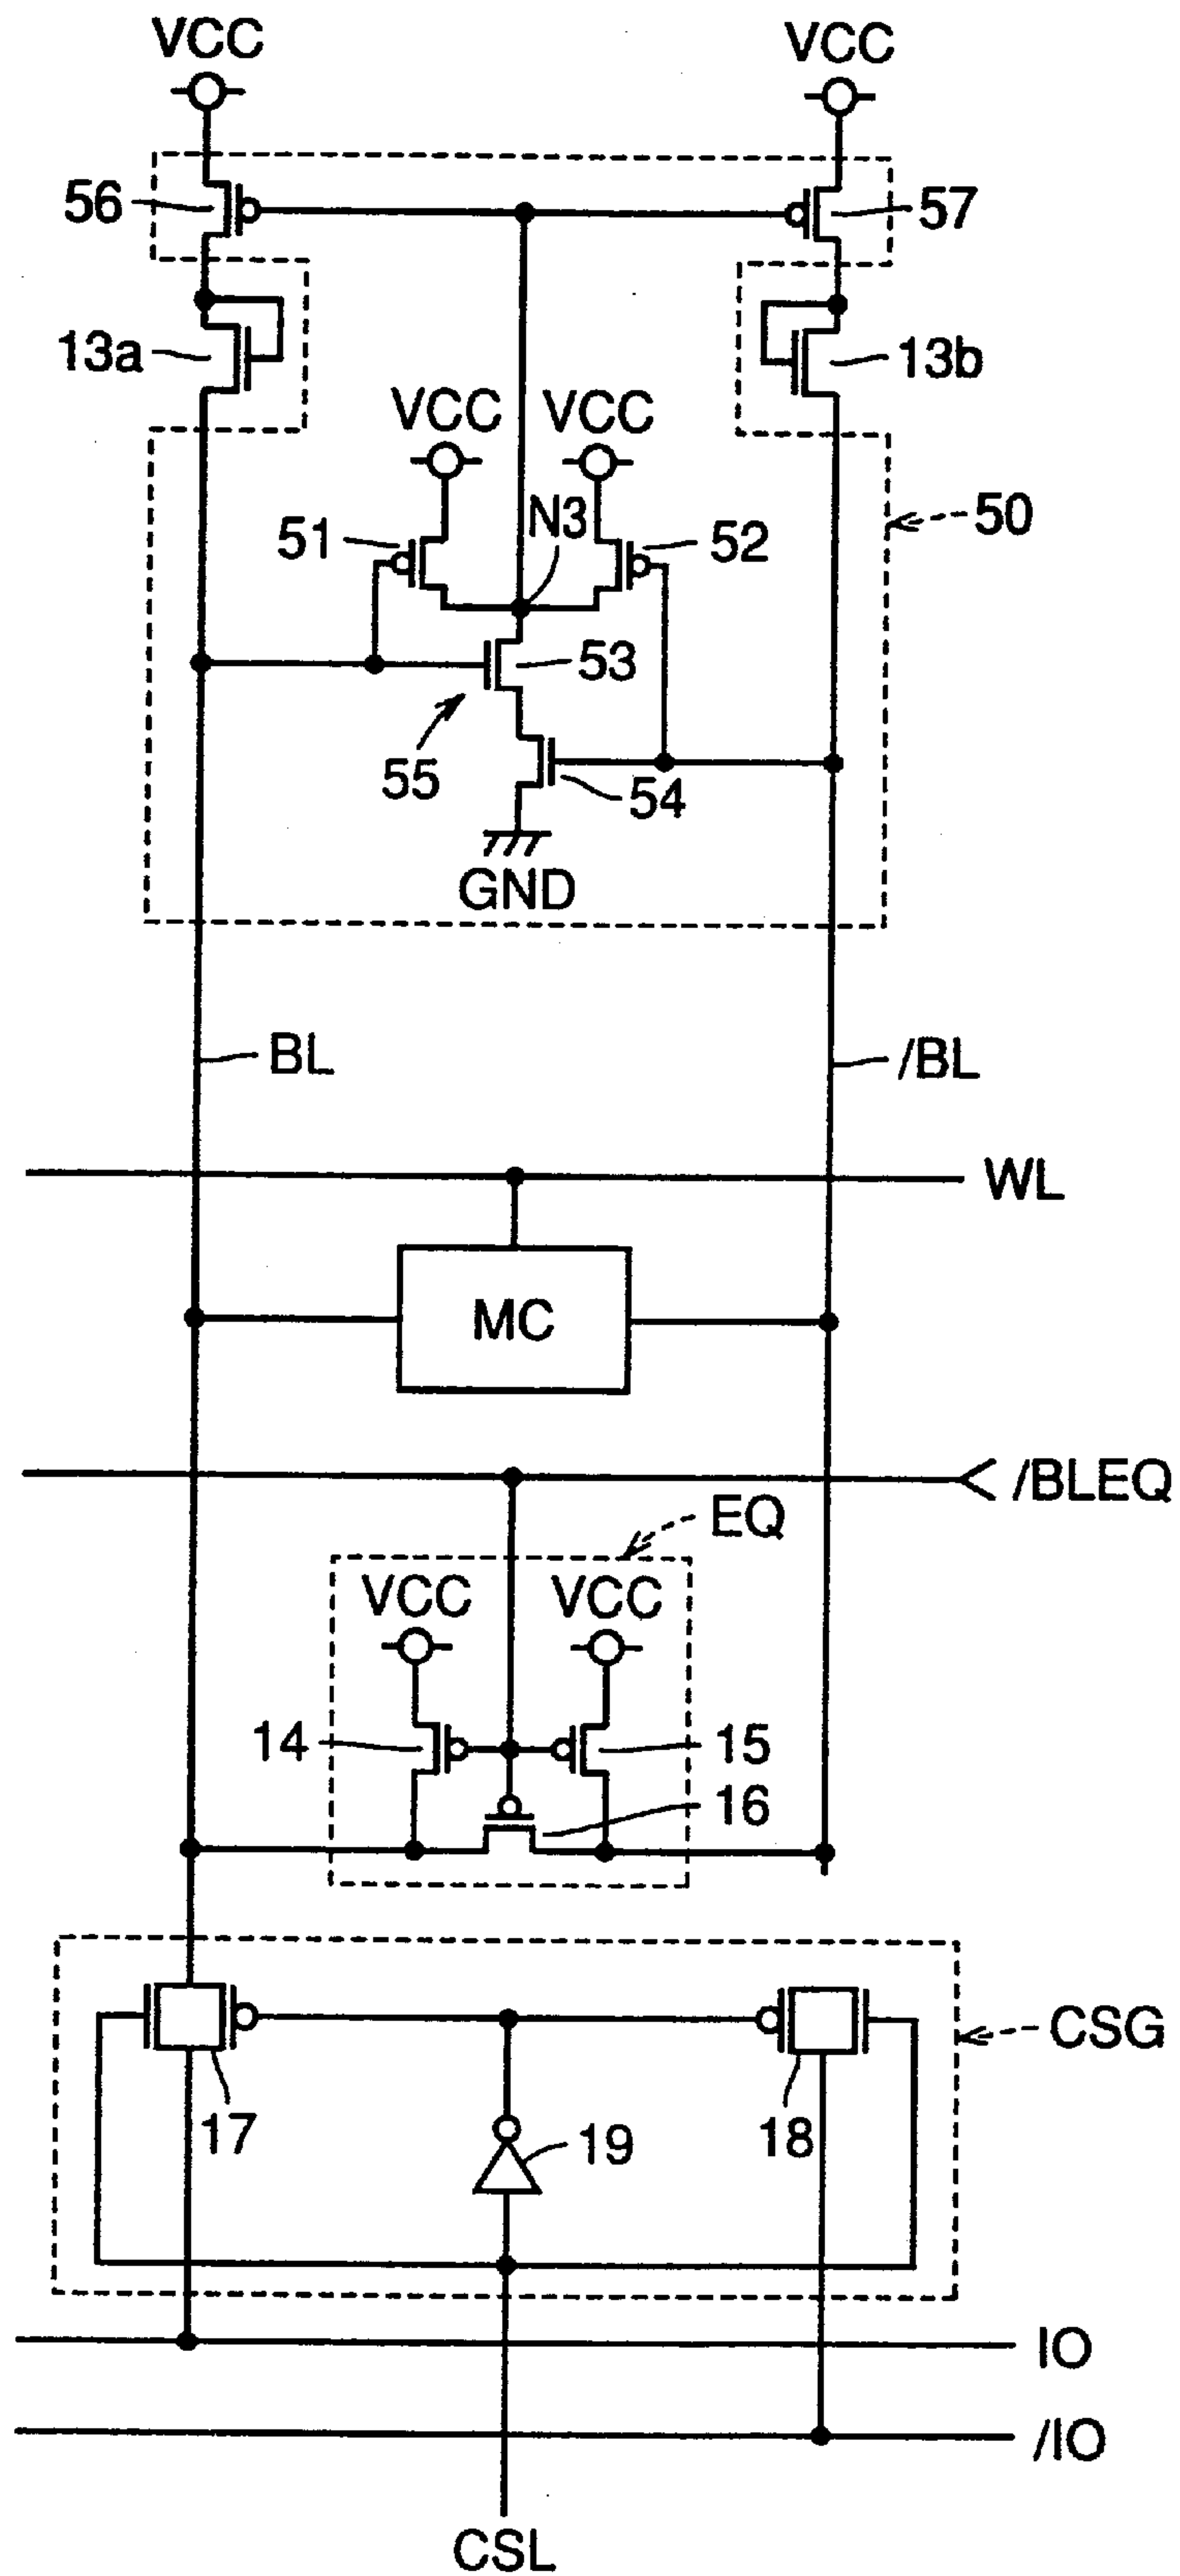 VCC
VCC
56
57
13a
13b
VCC
VCC
51
N3
52
50
53
55
54
GND
BL
/BL
WL
MC
/BLEQ
EQ
VCC
VCC
14
15
16
CSG
17
19
18
IO
/IO
CSL